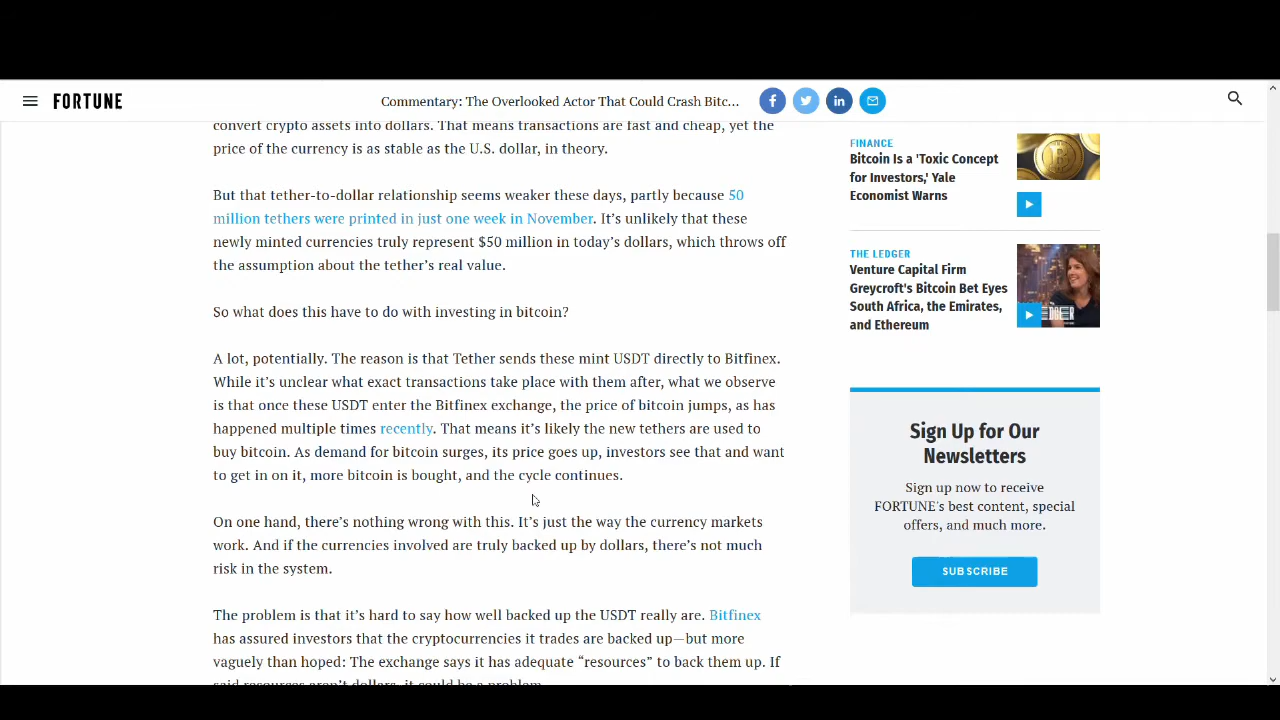 FORTUNE
Commentary: The Overlooked Actor That Could Crash Bitc...
convert crypto assets into dollars. That means transactions are fast and cheap, yet the
price of the currency is as stable as the U.S. dollar, in theory.
But that tether-to-dollar relationship seems weaker these days, partly because 50
million tethers were printed in just one week in November. It's unlikely that these
newly minted currencies truly represent $50 million in today's dollars, which throws off
the assumption about the tether's real value.
So what does this have to do with investing in bitcoin?
A lot, potentially. The reason is that Tether sends these mint USDT directly to Bitfinex.
While it's unclear what exact transactions take place with them after, what we observe
is that once these USDT enter the Bitfinex exchange, the price of bitcoin jumps, as has
happened multiple times recently. That means it's likely the new tethers are used to
buy bitcoin. As demand for bitcoin surges, its price goes up, investors see that and want
to get in on it, more bitcoin is bought, and the cycle continues.
On one hand, there's nothing wrong with this. It's just the way the currency markets
work. And if the currencies involved are truly backed up by dollars, there's not much
risk in the system.
The problem is that it's hard to say how well backed up the USDT really are. Bitfinex
has assured investors that the cryptocurrencies it trades are backed up—but more
vaguely than hoped: The exchange says it has adequate “resources” to back them up. If
said resources aren't dollars, it could be a problem.
FINANCE
Bitcoin Is a 'Toxic Concept
for Investors,' Yale
Economist Warns
THE LEDGER
Venture Capital Firm
Greycroft's Bitcoin Bet Eyes
South Africa, the Emirates,
and Ethereum
Sign Up for Our
Newsletters
Sign up now to receive
FORTUNE's best content, special
offers, and much more.
SUBSCRIBE